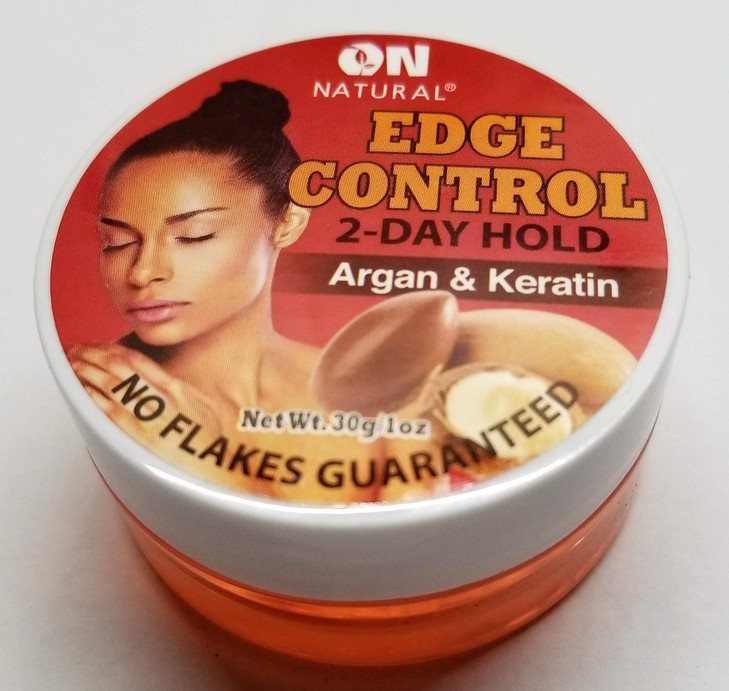 ON
NATURAL®
EDGE
CONTROL
2-DAY HOLD
Argan & Keratin
Net Wt. 30g/1oz
NO FLAKES GUARANTEED